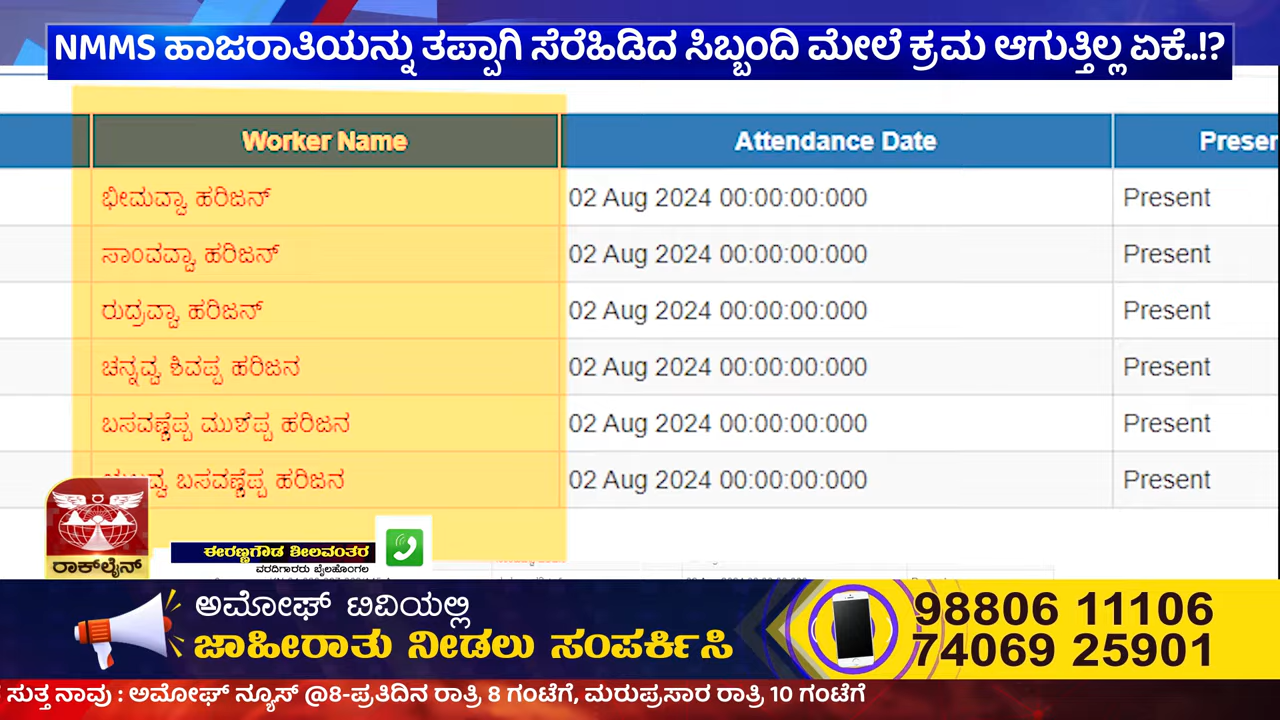 NMMS ಹಾಜರಾತಿಯನ್ನು ತಪ್ಪಾಗಿ ಸೆರೆಹಿಡಿದ ಸಿಬ್ಬಂದಿ ಮೇಲೆ ಕ್ರಮ ಆಗುತ್ತಿಲ್ಲ ಏಕೆ..!?
Worker Name Attendance Date
ಭೀಮವ್ವಾ ಹರಿಜನ್ 02 Aug 2024 00:00:00:000 Present
ಸಾಂವವ್ವಾ ಹರಿಜನ್ 02 Aug 2024 00:00:00:000 Present
ರುದ್ರವ್ವಾ ಹರಿಜನ್ 02 Aug 2024 00:00:00:000 Present
ಚನ್ನವ್ವ ಶಿವಪ್ಪ ಹರಿಜನ 02 Aug 2024 00:00:00:000 Present
ಬಸವಣ್ಣೆಪ್ಪ ಮುಶೆಪ್ಪ ಹರಿಜನ 02 Aug 2024 00:00:00:000 Present
ಬಸವಣ್ಣೆಪ್ಪ ಹರಿಜನ 02 Aug 2024 00:00:00:000 Present
ರಾಕ್‌ಲೈನ್
ಈರಣ್ಣಗೌಡ ಶೀಲವಂತರ
ವರದಿಗಾರರು ಬೈಲಹೊಂಗಲ
ಅಮೋಘ್ ಟಿವಿಯಲ್ಲಿ
ಜಾಹೀರಾತು ನೀಡಲು ಸಂಪರ್ಕಿಸಿ
98806 11106
74069 25901
ಸುತ್ತ ನಾವು : ಅಮೋಘ್ ನ್ಯೂಸ್ @8-ಪ್ರತಿದಿನ ರಾತ್ರಿ 8 ಗಂಟೆಗೆ, ಮರುಪ್ರಸಾರ ರಾತ್ರಿ 10 ಗಂಟೆಗೆ